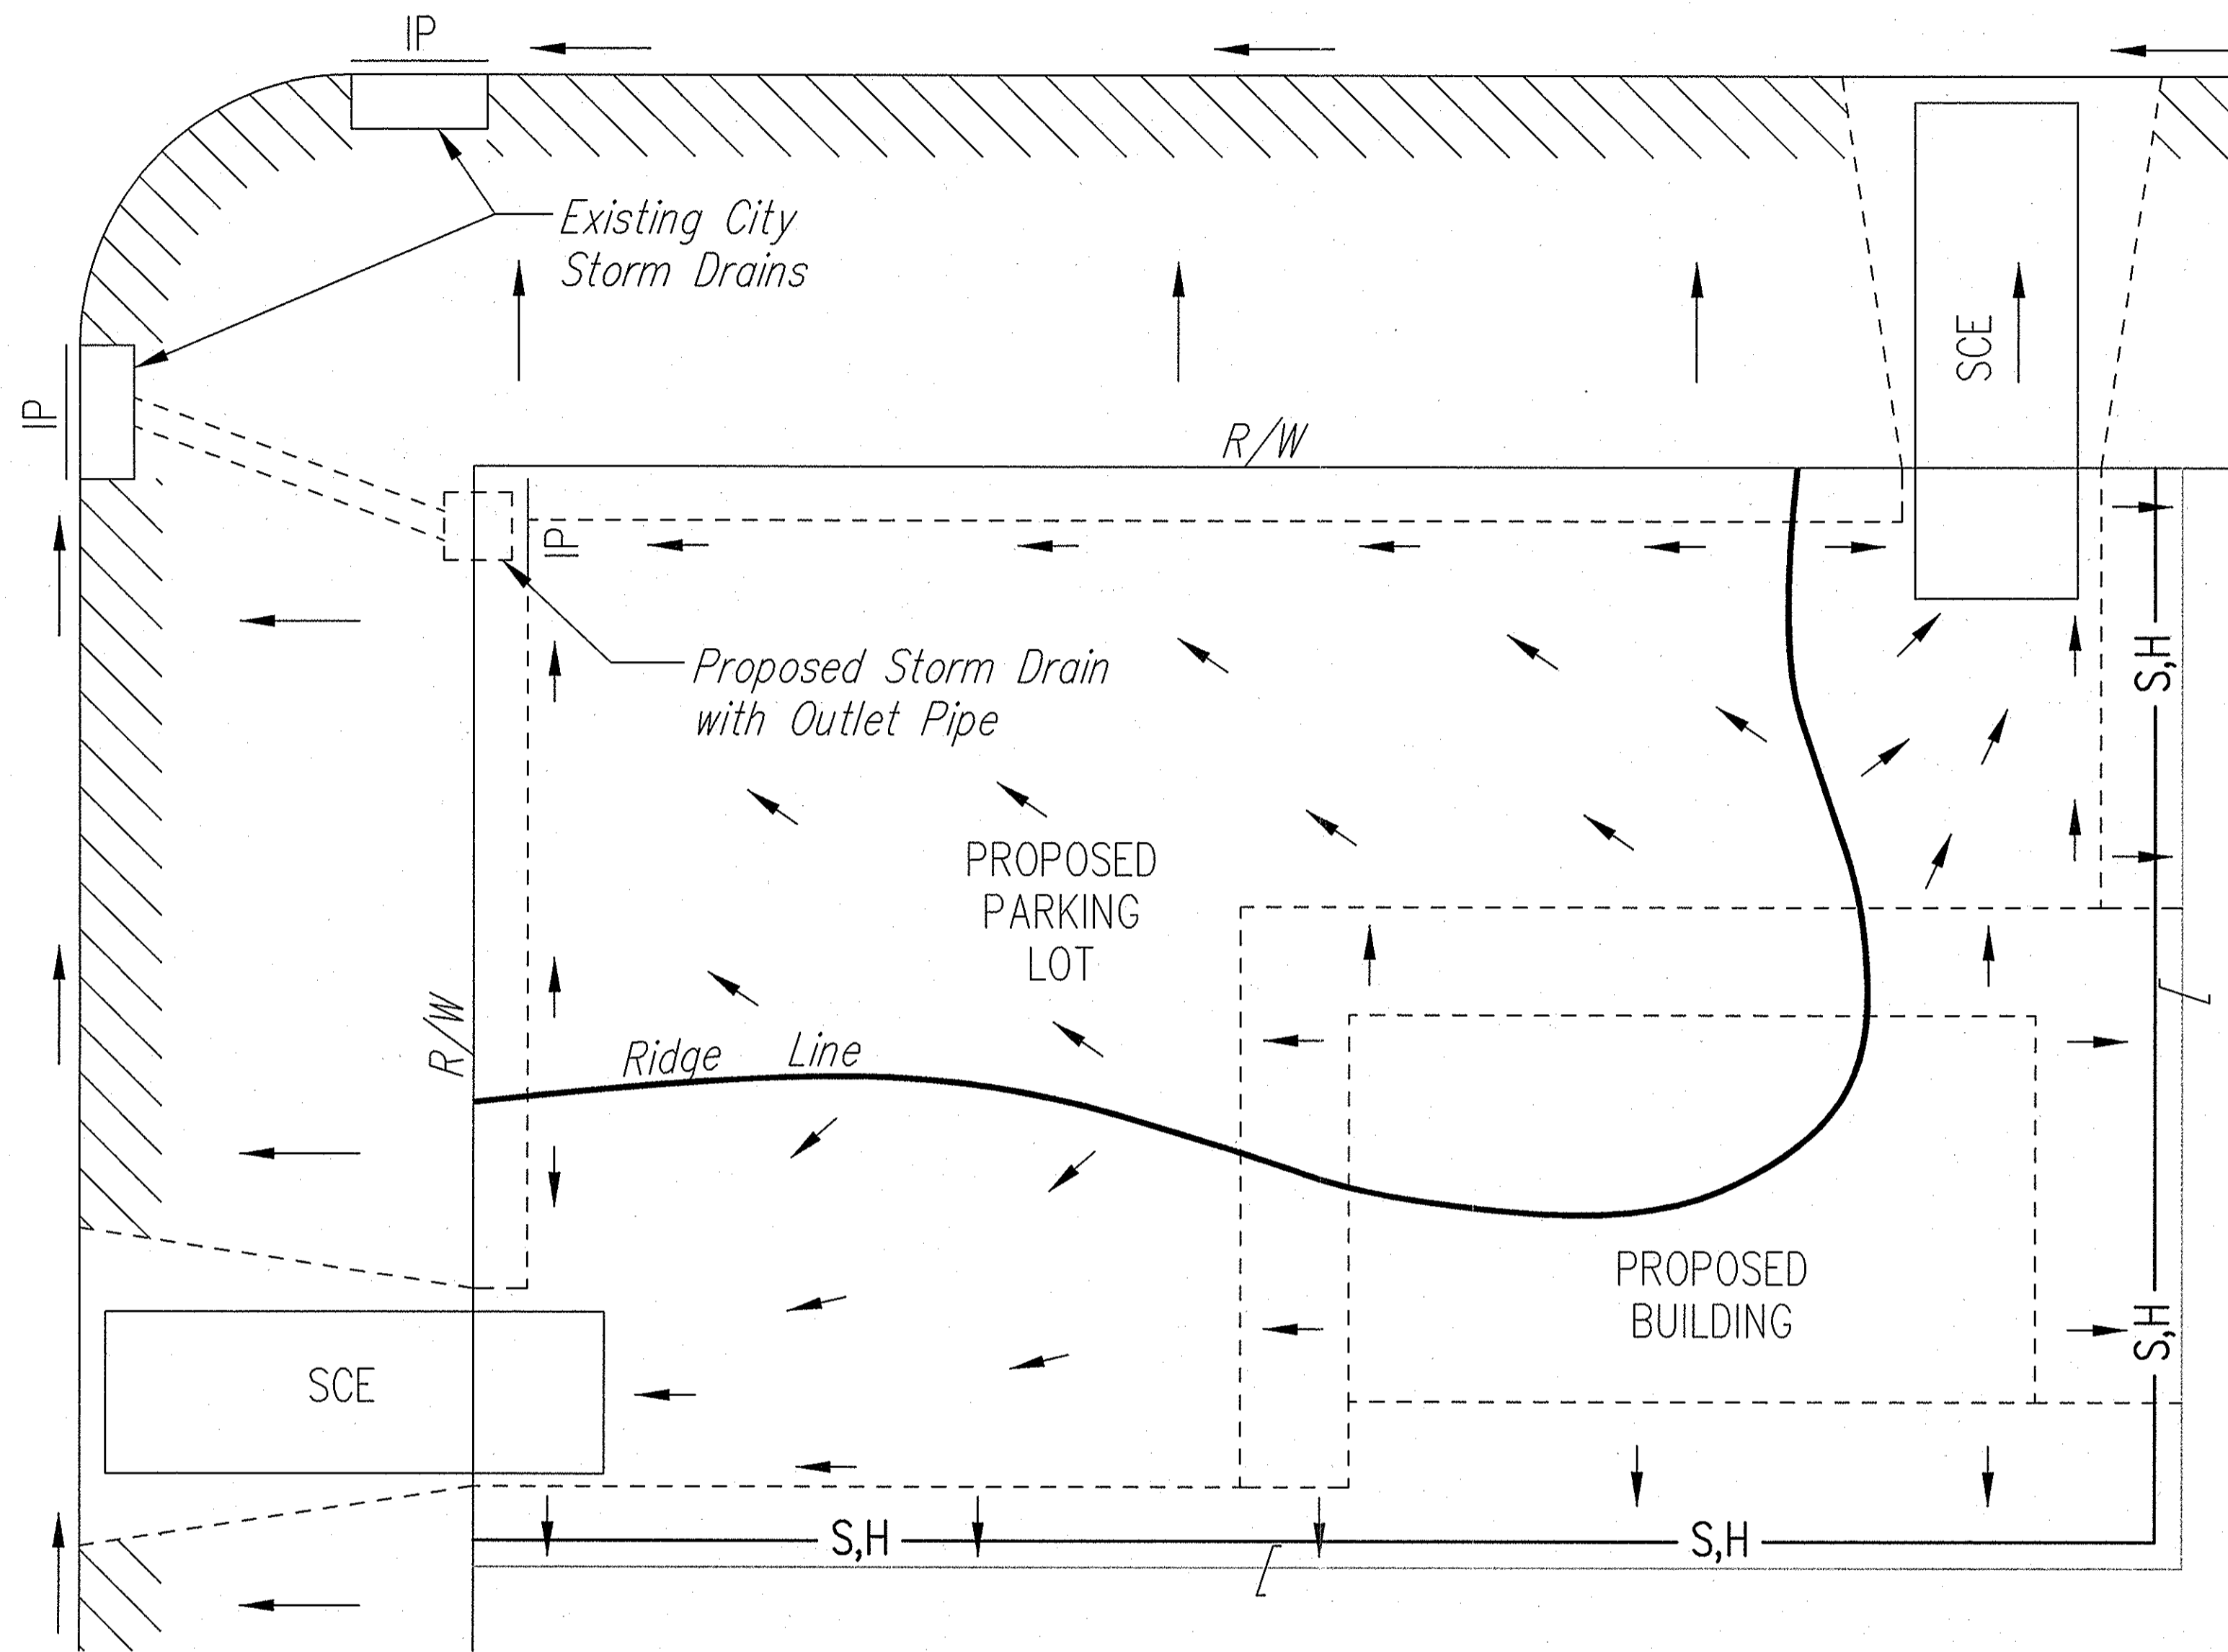 IP
Existing City
Storm Drains
SCE
IP
R/W
IP
S,H
Proposed Storm Drain
with Outlet Pipe
PROPOSED
PARKING
LOT
R/W
Ridge Line
PROPOSED
BUILDING
S,H
SCE
S,H
S,H